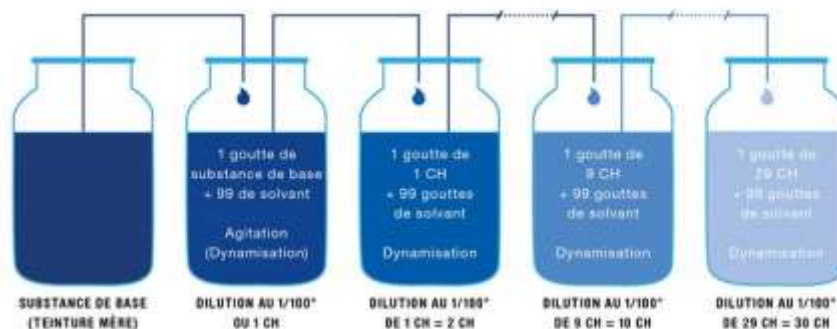 1 goutte de
substance de base
+ 99 de solvant
Agitation
(Dynamisation)
1 goutte de
1 CH
+ 99 gouttes
de solvant
Dynamisation
1 goutte de
9 CH
+ 99 gouttes
de solvant
Dynamisation
1 goutte de
29 CH
+ 99 gouttes
de solvant
Dynamisation
SUBSTANCE DE BASE
(TEINTURE MÈRE)
DILUTION AU 1/100°
OU 1 CH
DILUTION AU 1/100°
DE 1 CH = 2 CH
DILUTION AU 1/100°
DE 9 CH = 10 CH
DILUTION AU 1/100°
DE 29 CH = 30 CH